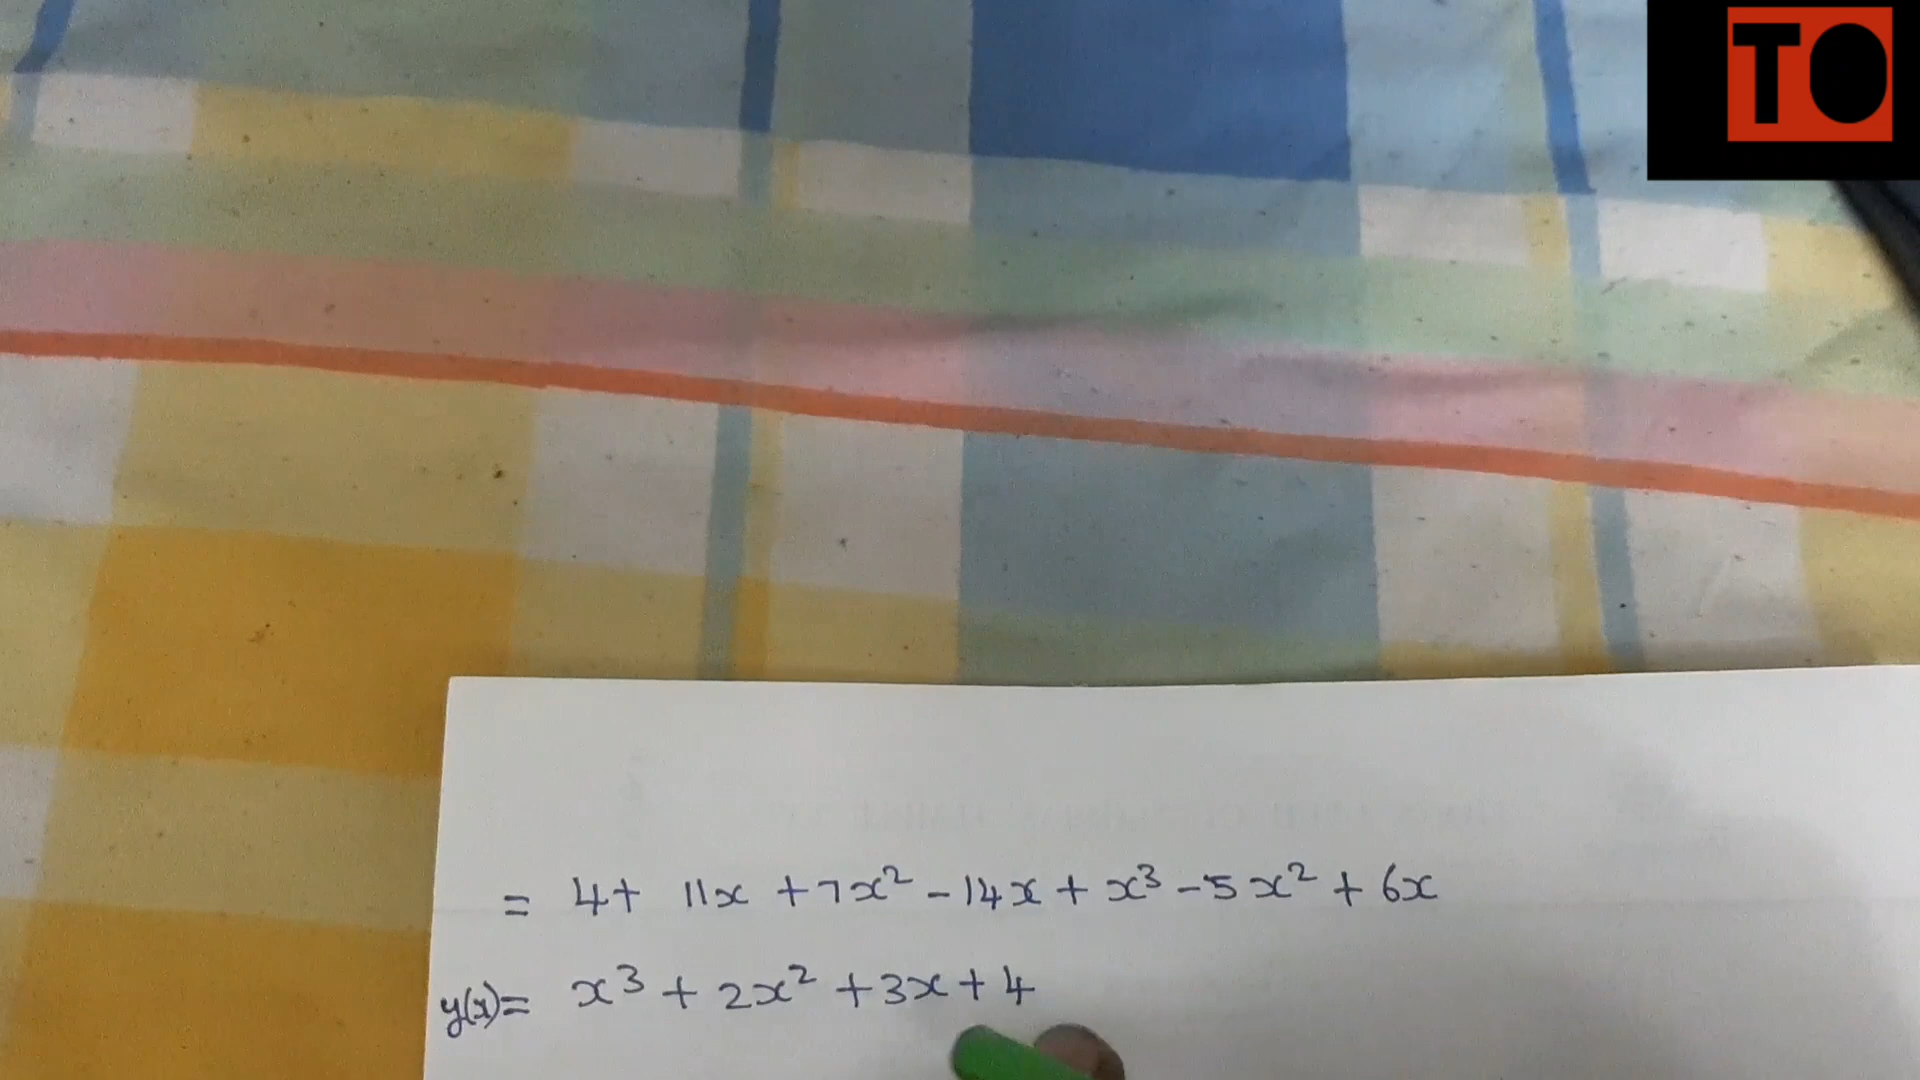 TO
= 4+ 11x + 7x² - 14x + x³ - 5x² + 6x
y(x)= x³ + 2x² + 3x + 4